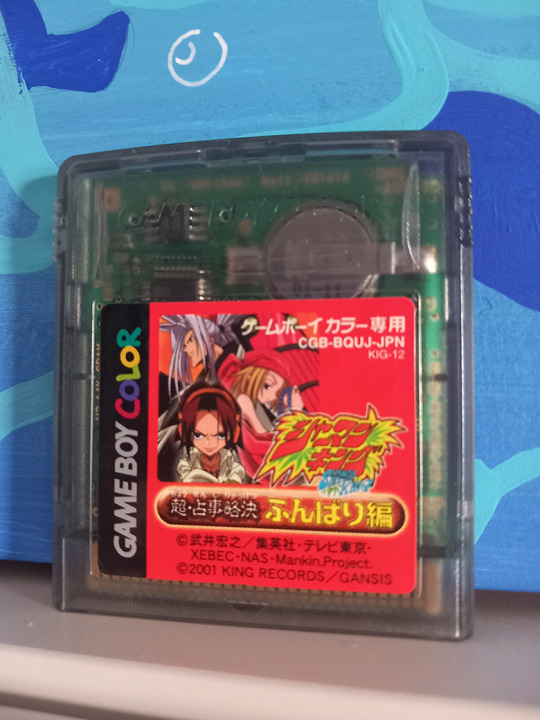 GAME BOY COLOR
ゲームボーイ カラー専用
CGB-BQUJ-JPN
KIG-12
GAME BOY COLOR
シャーマンキング
超・占事略決 ふんばり編
©武井宏之／集英社・テレビ東京・
XEBEC・NAS・Mankin.Project.
©2001 KING RECORDS／GANSIS